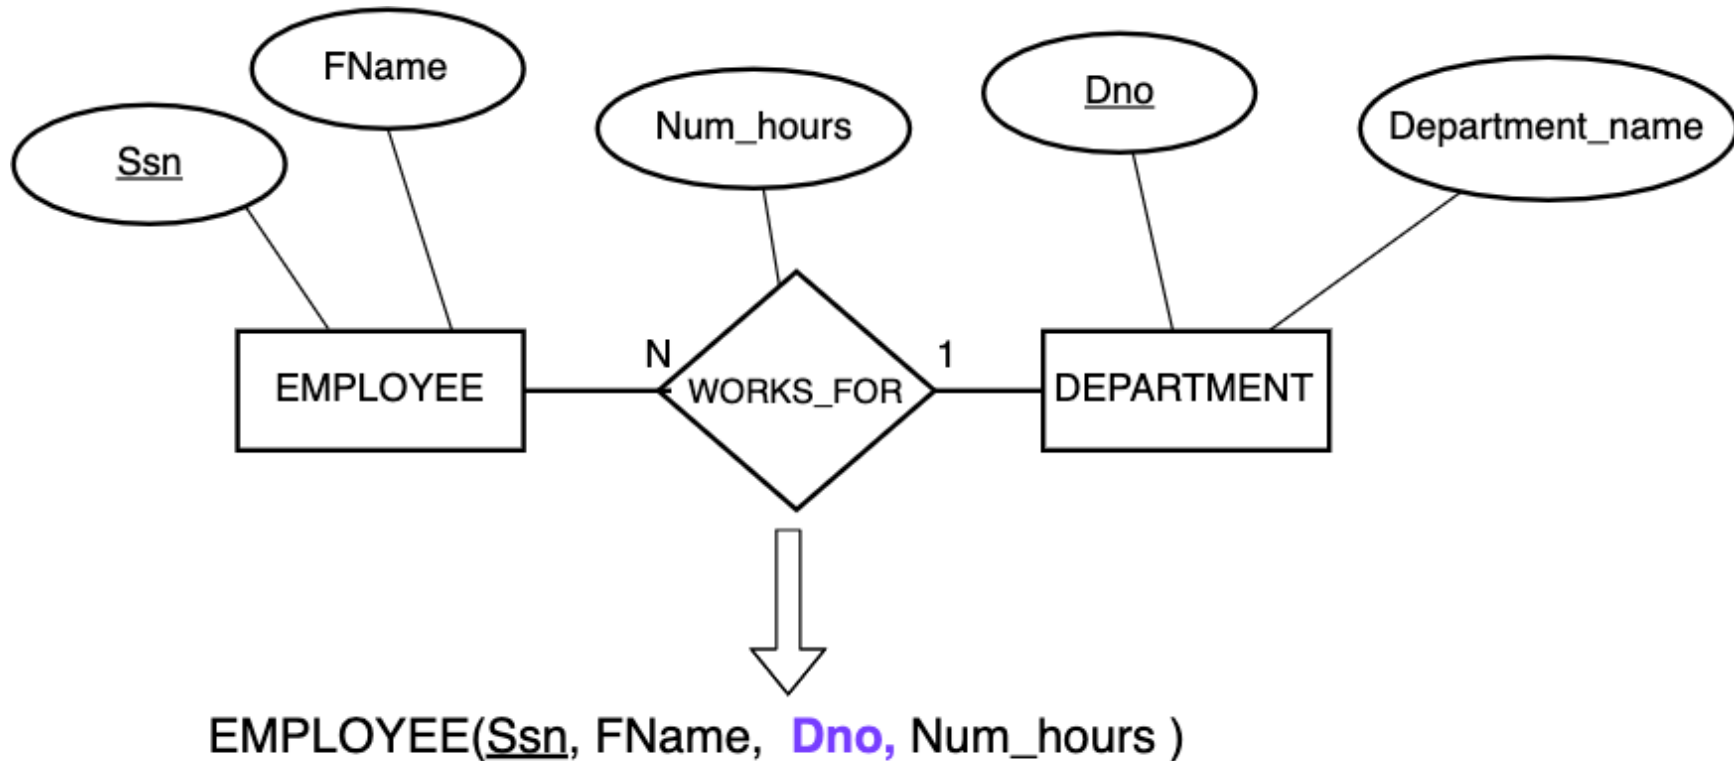 FName
Ssn
Num_hours
Dno
Department_name
N
1
EMPLOYEE
WORKS_FOR
DEPARTMENT
EMPLOYEE(Ssn, FName, Dno, Num_hours )